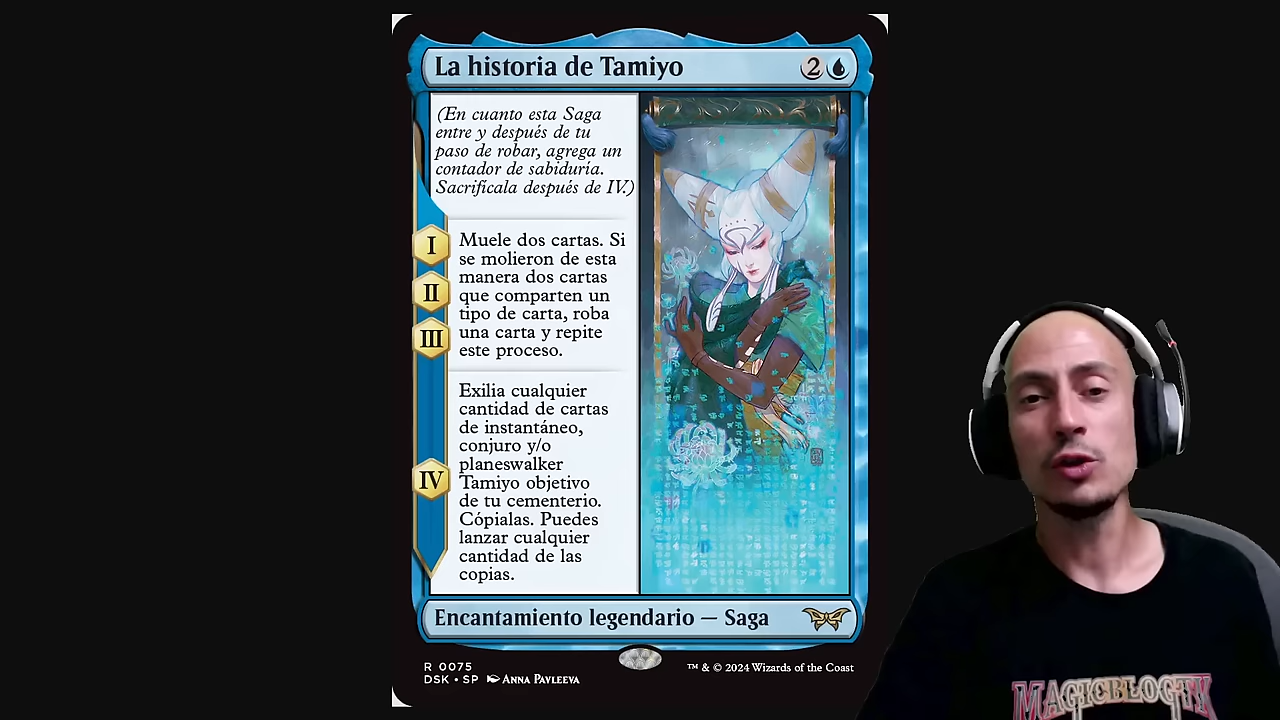 La historia de Tamiyo
2
(En cuanto esta Saga
entre y después de tu
paso de robar, agrega un
contador de sabiduría.
Sacrifícala después de IV.)
I
II
III
Muele dos cartas. Si
se molieron de esta
manera dos cartas
que comparten un
tipo de carta, roba
una carta y repite
este proceso.
IV
Exilia cualquier
cantidad de cartas
de instantáneo,
conjuro y/o
planeswalker
Tamiyo objetivo
de tu cementerio.
Cópialas. Puedes
lanzar cualquier
cantidad de las
copias.
Encantamiento legendario — Saga
R 0075
DSK • SP ANNA PAVLEEVA
™ & © 2024 Wizards of the Coast
MAGICBLOGTK